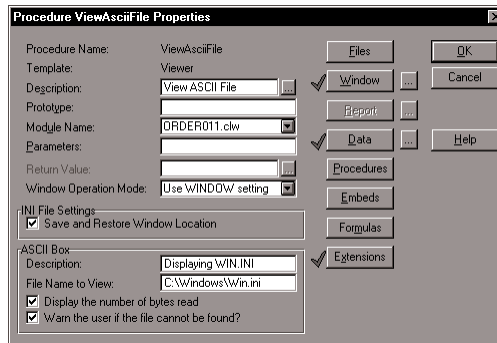 Procedure ViewAsciiFile Properties
Procedure Name: ViewAsciiFile
Template: Viewer
Description: View ASCII File ...
Prototype:
Module Name: ORDER011.clw
Parameters:
Return Value: ...
Window Operation Mode: Use WINDOW setting
INI File Settings
Save and Restore Window Location
ASCII Box
Description: Displaying WIN.INI
File Name to View: C:\Windows\Win.ini
Display the number of bytes read
Warn the user if the file cannot be found?
Files
Window ...
Report ...
Data ...
Procedures
Embeds
Formulas
Extensions
OK
Cancel
Help